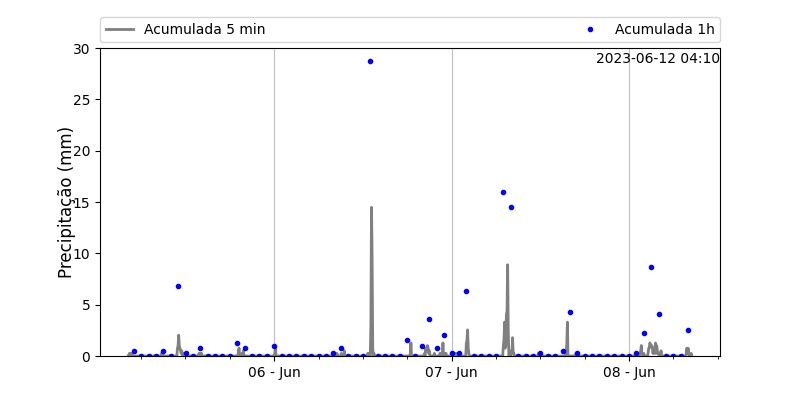 Acumulada 5 min
Acumulada 1h
2023-06-12 04:10
Precipitação (mm)
30
25
20
15
10
5
0
06 - Jun
07 - Jun
08 - Jun